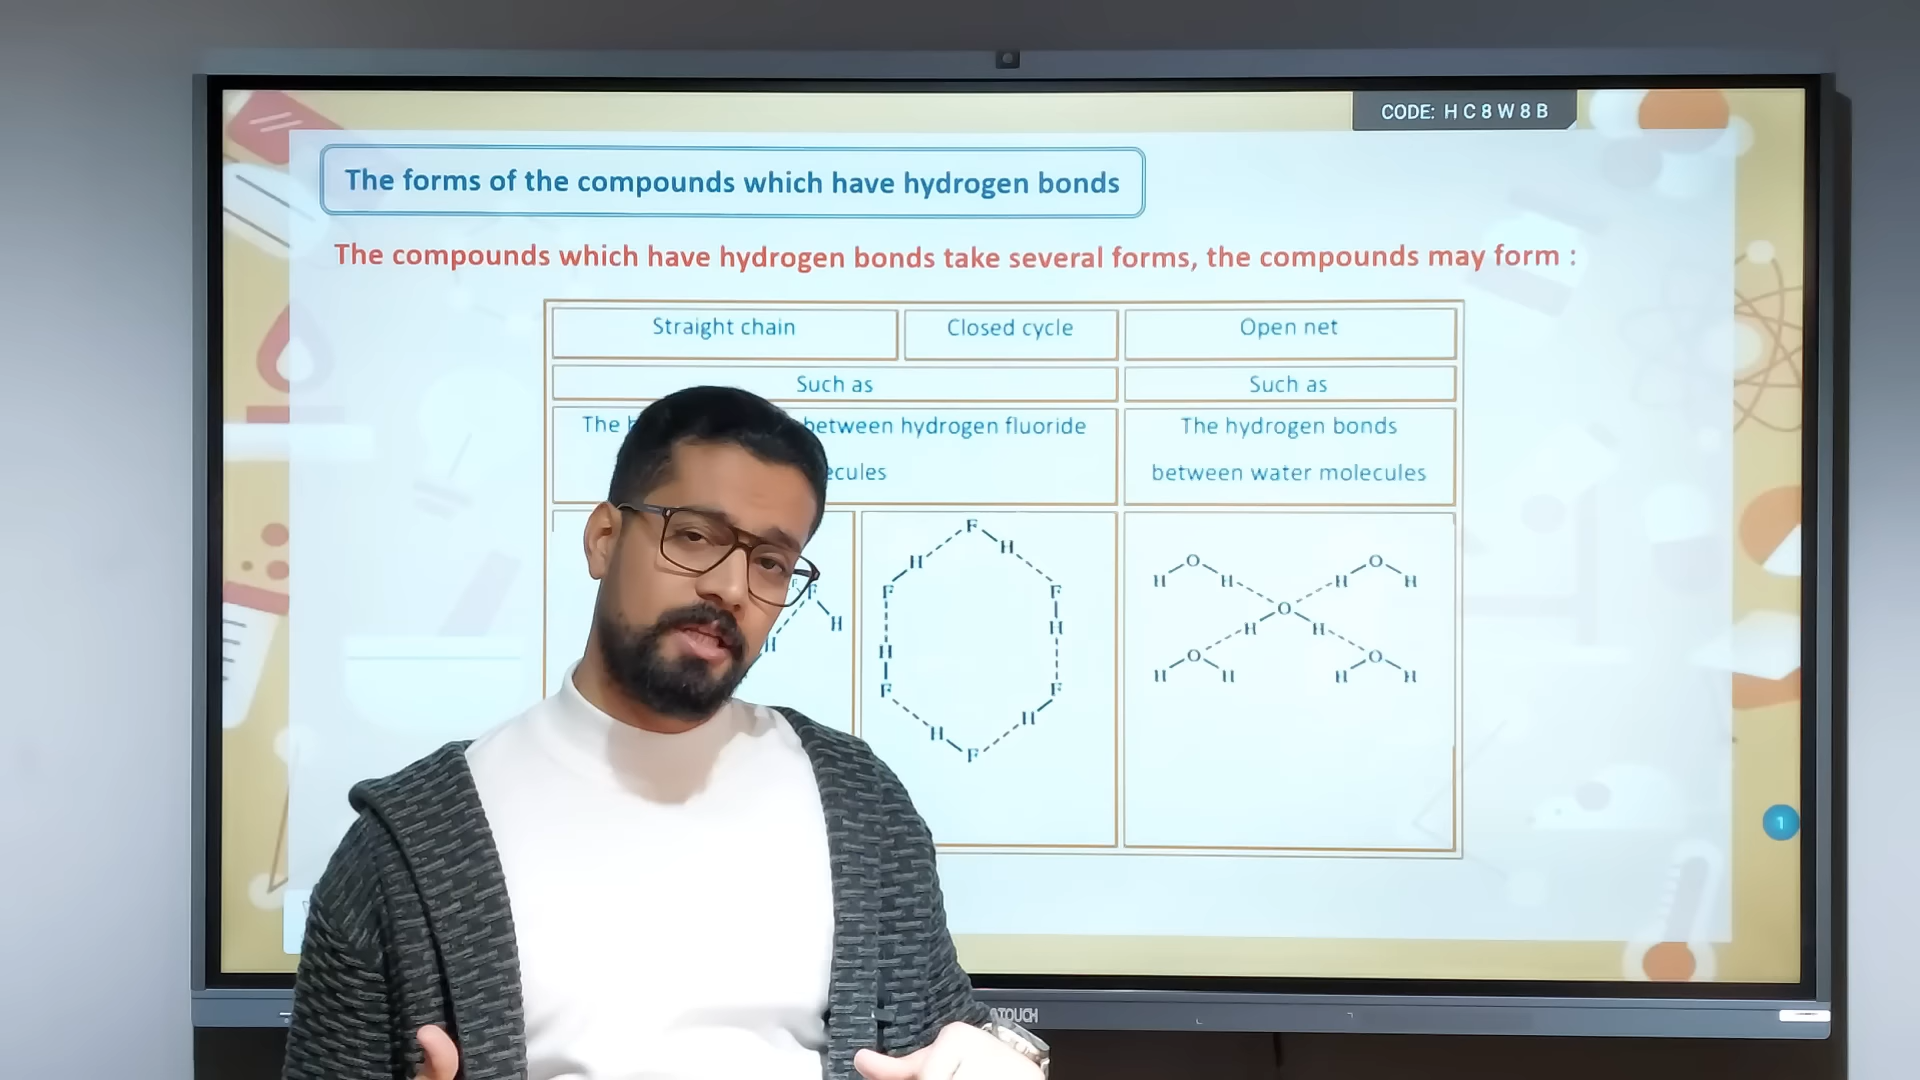 CODE: H C 8 W 8 B
The forms of the compounds which have hydrogen bonds
The compounds which have hydrogen bonds take several forms, the compounds may form :
Straight chain
Closed cycle
Open net
Such as
Such as
The
between hydrogen fluoride
The hydrogen bonds
between water molecules
F
H
H
F
H
H
F
F
H
H
F
F
H
H
F
O
H
H
O
H
H
O
H
H
O
H
H
O
H
H
1